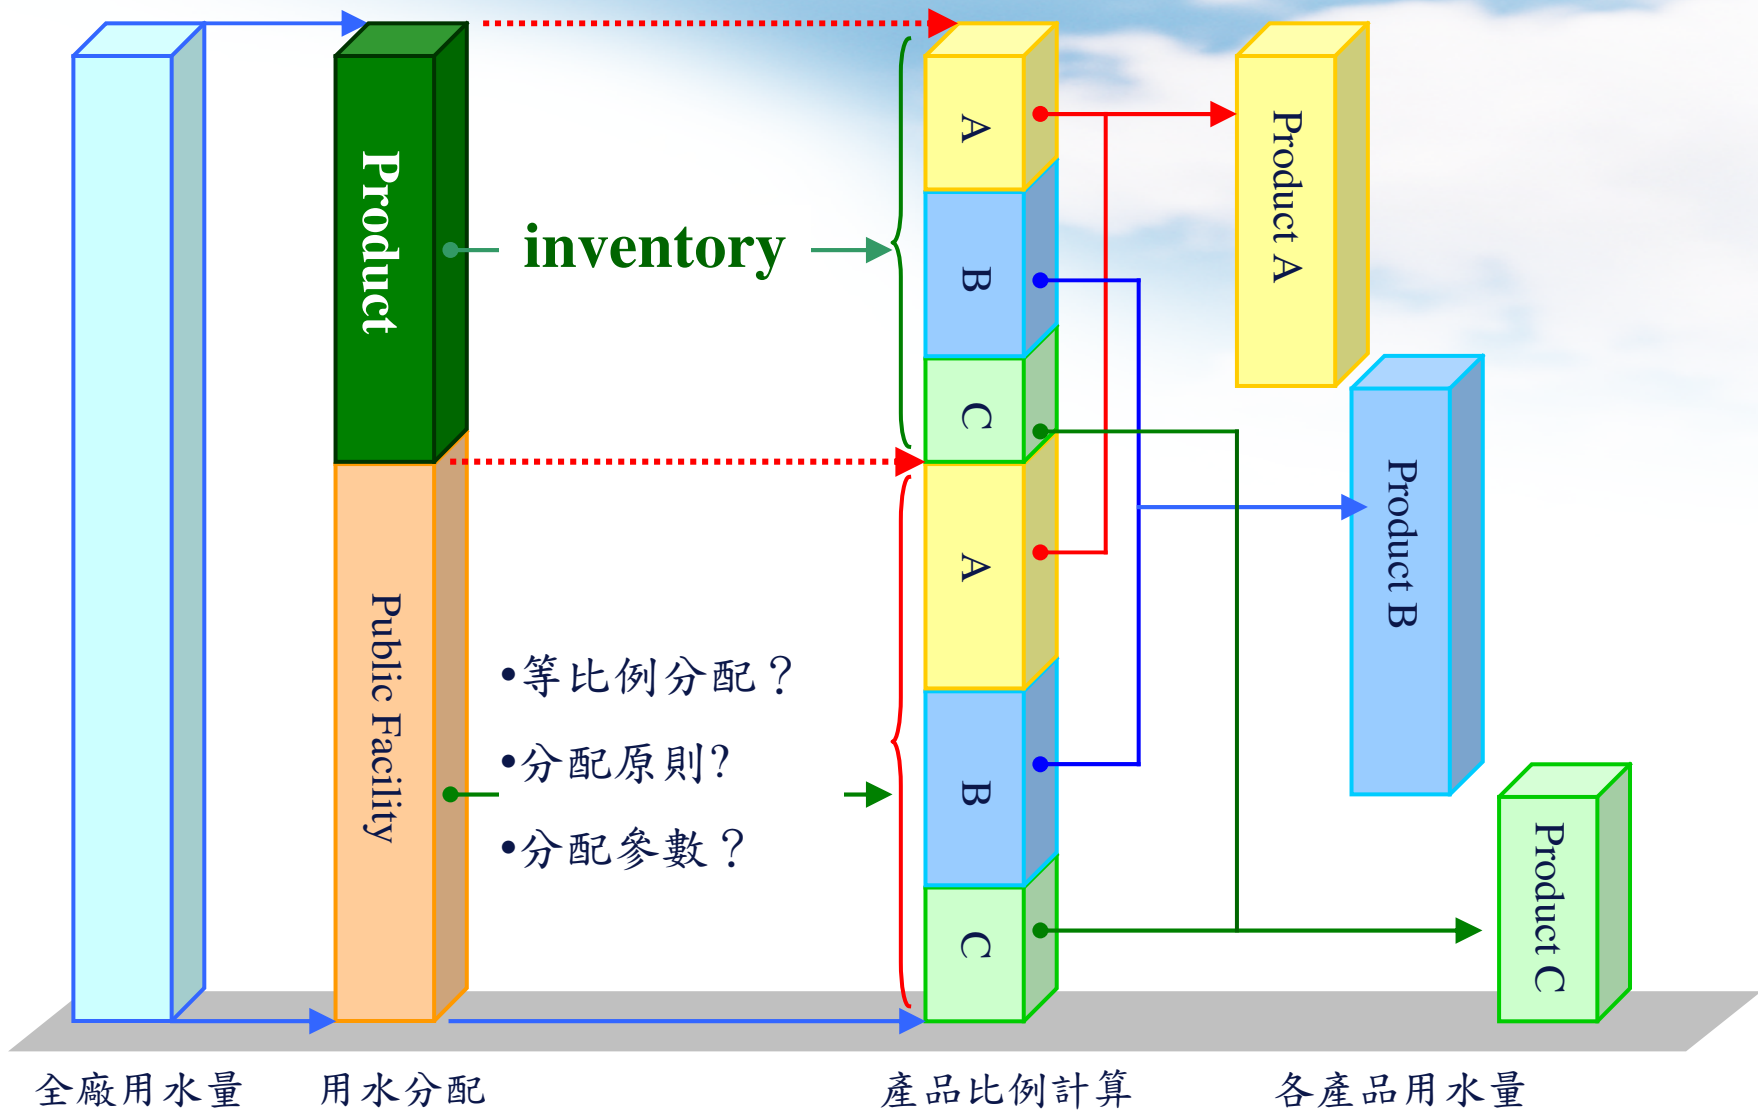 Product
Public Facility
inventory
•等比例分配？
•分配原則?
•分配參數？
A
B
C
A
B
C
Product A
Product B
Product C
全廠用水量
用水分配
產品比例計算
各產品用水量